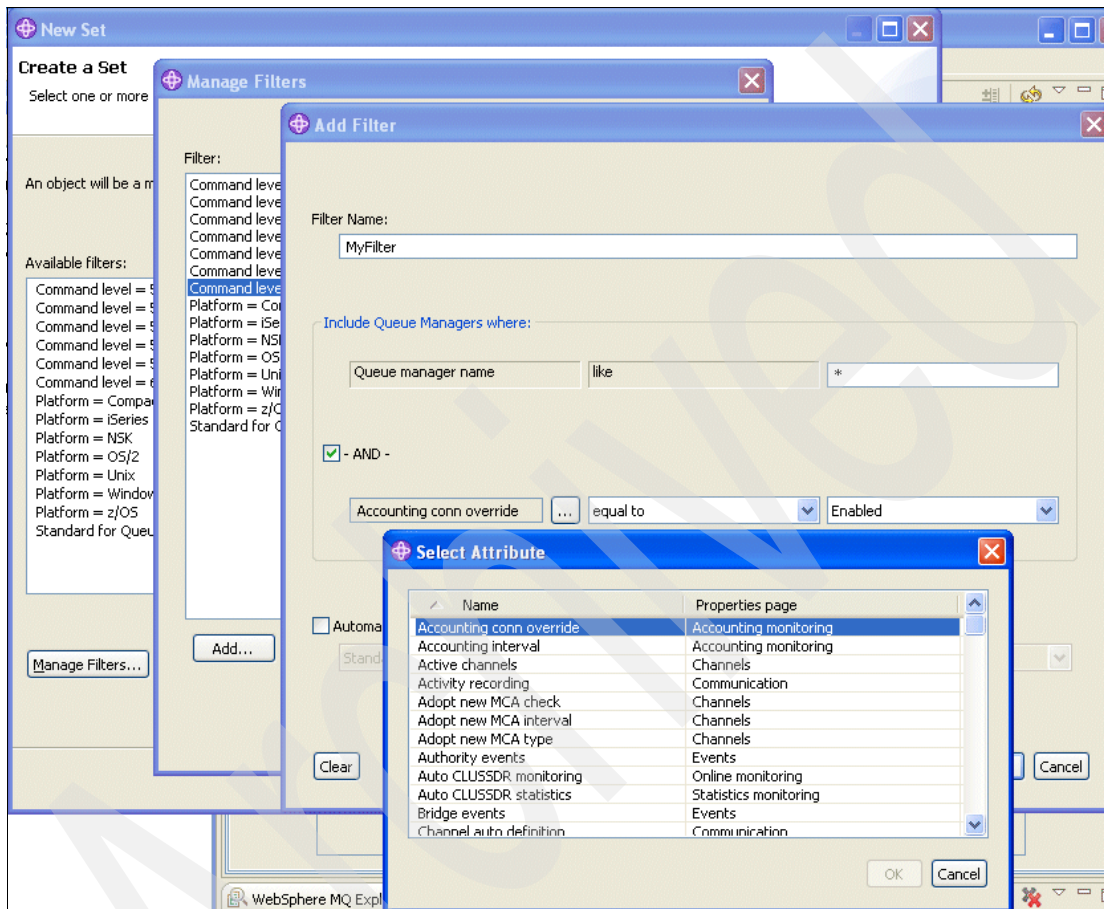 New Set
Create a Set
Select one or more
An object will be a m
Available filters:
Command level = 5
Command level = 5
Command level = 5
Command level = 5
Command level = 5
Command level = 6
Platform = Compa
Platform = iSeries
Platform = NSK
Platform = OS/2
Platform = Unix
Platform = Window
Platform = z/OS
Standard for Queu
Manage Filters...
Manage Filters
Filter:
Command leve
Command leve
Command leve
Command leve
Command leve
Command leve
Command leve
Platform = Co
Platform = iSe
Platform = NS
Platform = OS
Platform = Uni
Platform = Wi
Platform = z/O
Standard for Q
Add...
Add Filter
Filter Name:
MyFilter
Include Queue Managers where:
Queue manager name like *
- AND -
Accounting conn override ... equal to Enabled
Automa
Standa
Clear
Cancel
Select Attribute
Name Properties page
Accounting conn override Accounting monitoring
Accounting interval Accounting monitoring
Active channels Channels
Activity recording Communication
Adopt new MCA check Channels
Adopt new MCA interval Channels
Adopt new MCA type Channels
Authority events Events
Auto CLUSSDR monitoring Online monitoring
Auto CLUSSDR statistics Statistics monitoring
Bridge events Events
Channel auto definition Communication
OK Cancel
WebSphere MQ Expl
Archived